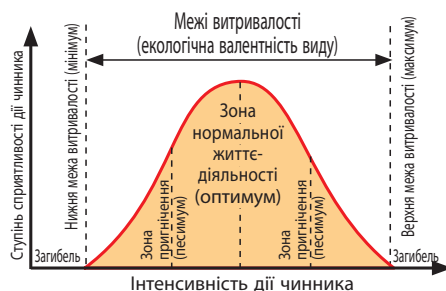 Межі витривалості
(екологічна валентність виду)
Ступінь сприятливості дії чинника
Нижня межа витривалості (мінімум)
Верхня межа витривалості (максимум)
Зона
нормальної
життє-
діяльності
(оптимум)
Зона
пригнічення
(песимум)
Зона
пригнічення
(песимум)
Загибель
Загибель
Інтенсивність дії чинника